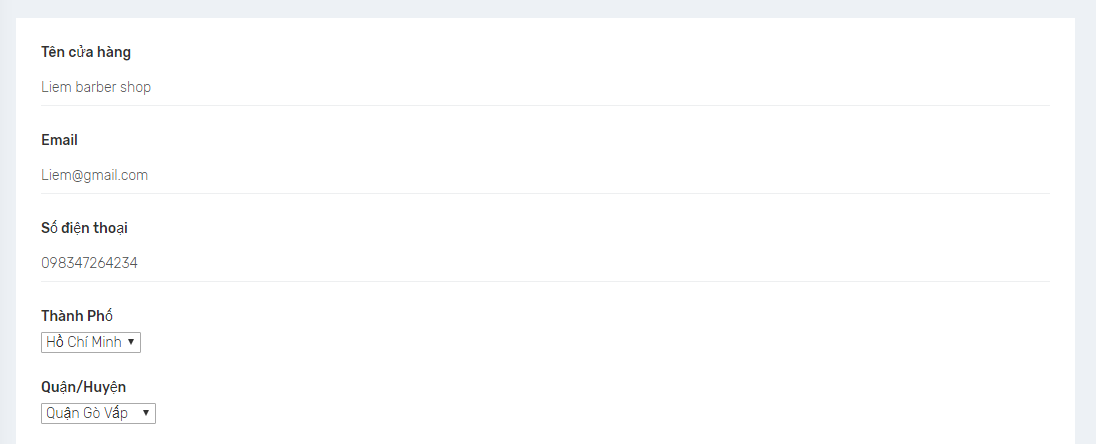 Tên cửa hàng
Liem barber shop
Email
Liem@gmail.com
Số điện thoại
098347264234
Thành Phố
Hồ Chí Minh
Quận/Huyện
Quận Gò Vấp